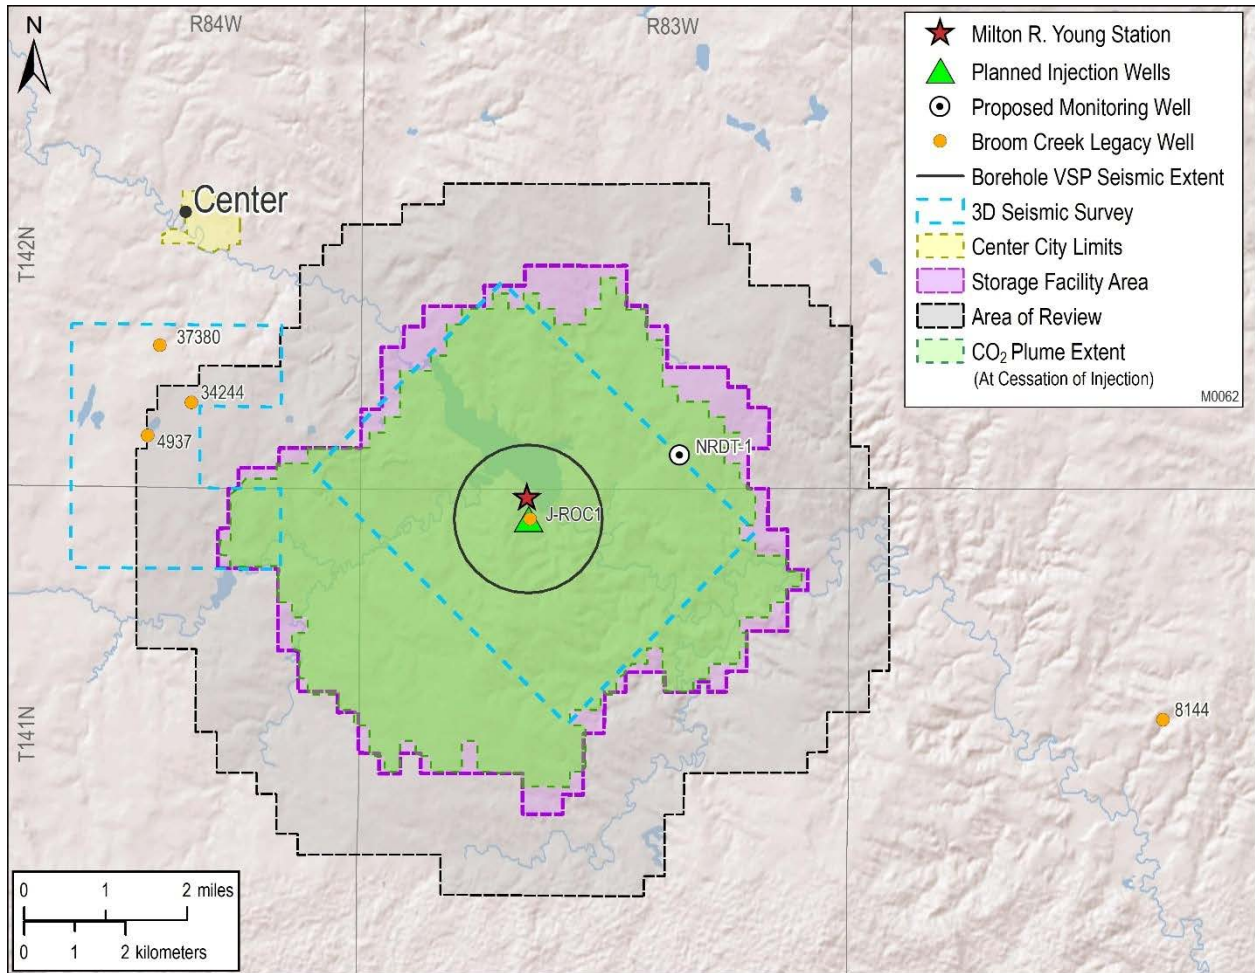 R84W
R83W
N
Milton R. Young Station
Planned Injection Wells
Proposed Monitoring Well
Broom Creek Legacy Well
Borehole VSP Seismic Extent
3D Seismic Survey
Center City Limits
Storage Facility Area
Area of Review
CO₂ Plume Extent
(At Cessation of Injection)
M0062
Center
T142N
37380
34244
4937
NRDT-1
J-ROC1
T141N
8144
0 1 2 miles
0 1 2 kilometers